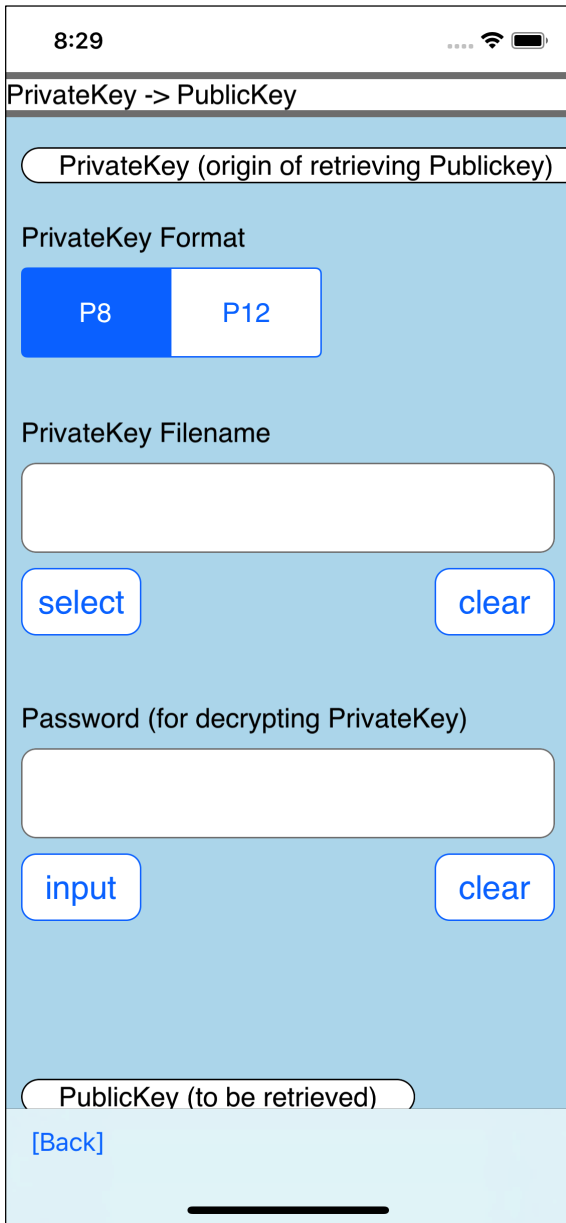 8:29
PrivateKey -> PublicKey
PrivateKey (origin of retrieving Publickey)
PrivateKey Format
P8 P12
PrivateKey Filename
select clear
Password (for decrypting PrivateKey)
input clear
PublicKey (to be retrieved)
[Back]